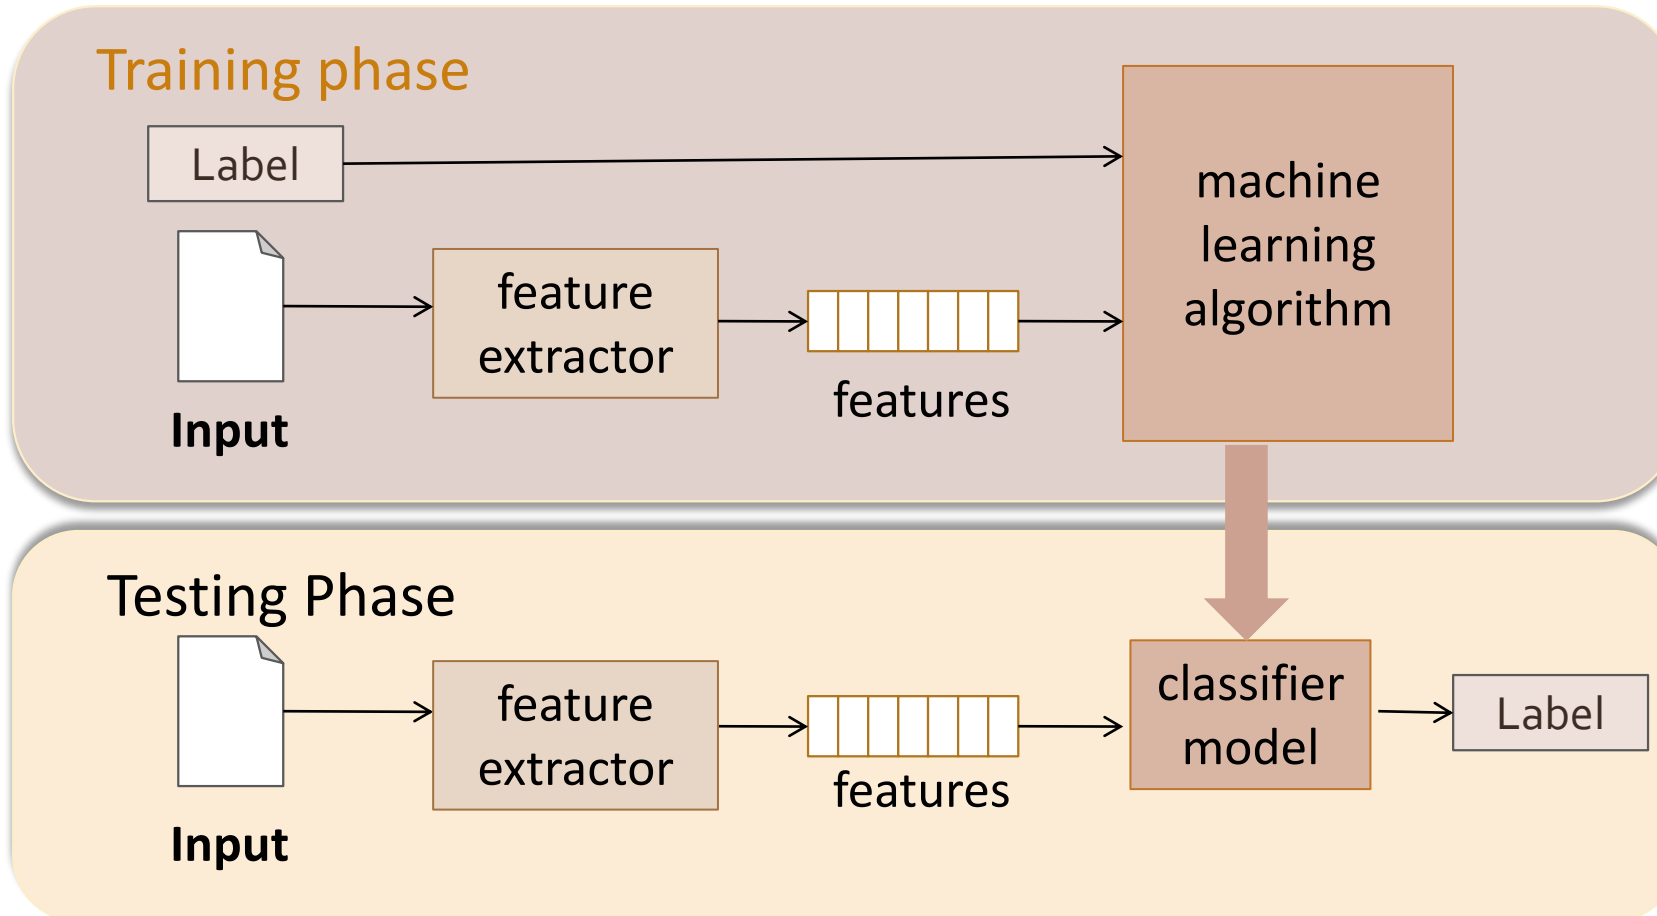 Training phase
Label
machine
learning
algorithm
feature
extractor
features
Input
Testing Phase
feature
extractor
features
classifier
model
Label
Input